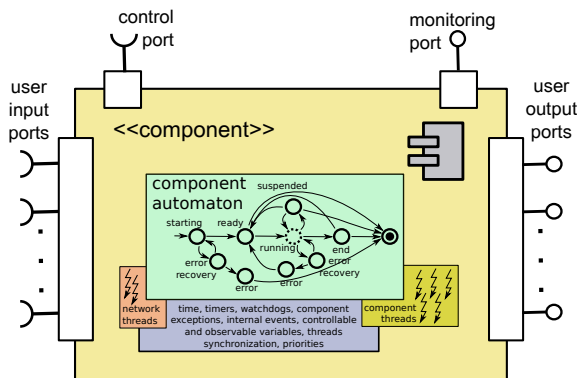 control
port
monitoring
port
user
input
ports
user
output
ports
<<component>>
component
automaton
suspended
starting
ready
running
end
error
recovery
error
recovery
error
error
network
threads
component
threads
time, timers, watchdogs, component
exceptions, internal events, controllable
and observable variables, threads
synchronization, priorities